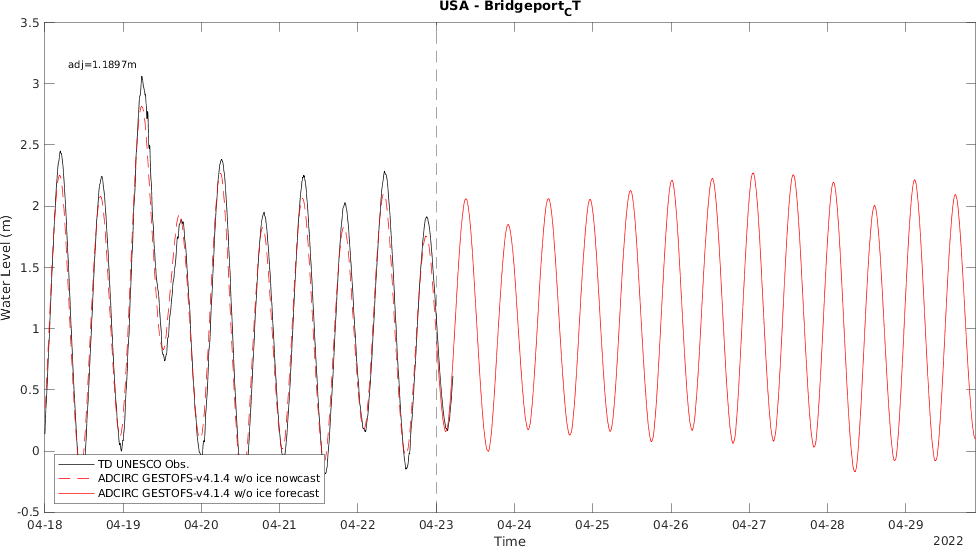 USA - Bridgeport_CT
3.5
3
2.5
2
1.5
1
0.5
0
-0.5
Water Level (m)
adj=1.1897m
TD UNESCO Obs.
ADCIRC GESTOFS-v4.1.4 w/o ice nowcast
ADCIRC GESTOFS-v4.1.4 w/o ice forecast
04-18 04-19 04-20 04-21 04-22 04-23 04-24 04-25 04-26 04-27 04-28 04-29
Time
2022